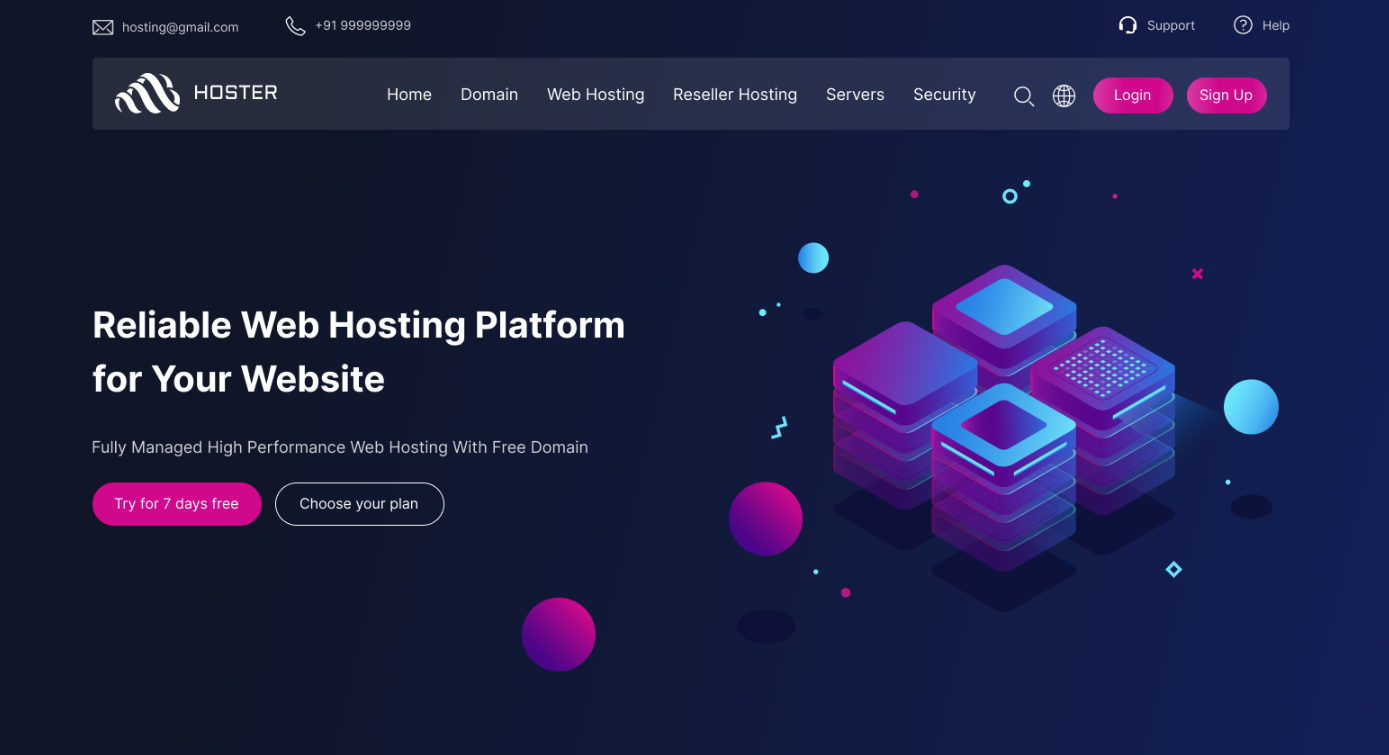 hosting@gmail.com +91 999999999 Support Help
HOSTER Home Domain Web Hosting Reseller Hosting Servers Security Login Sign Up
Reliable Web Hosting Platform
for Your Website
Fully Managed High Performance Web Hosting With Free Domain
Try for 7 days free Choose your plan